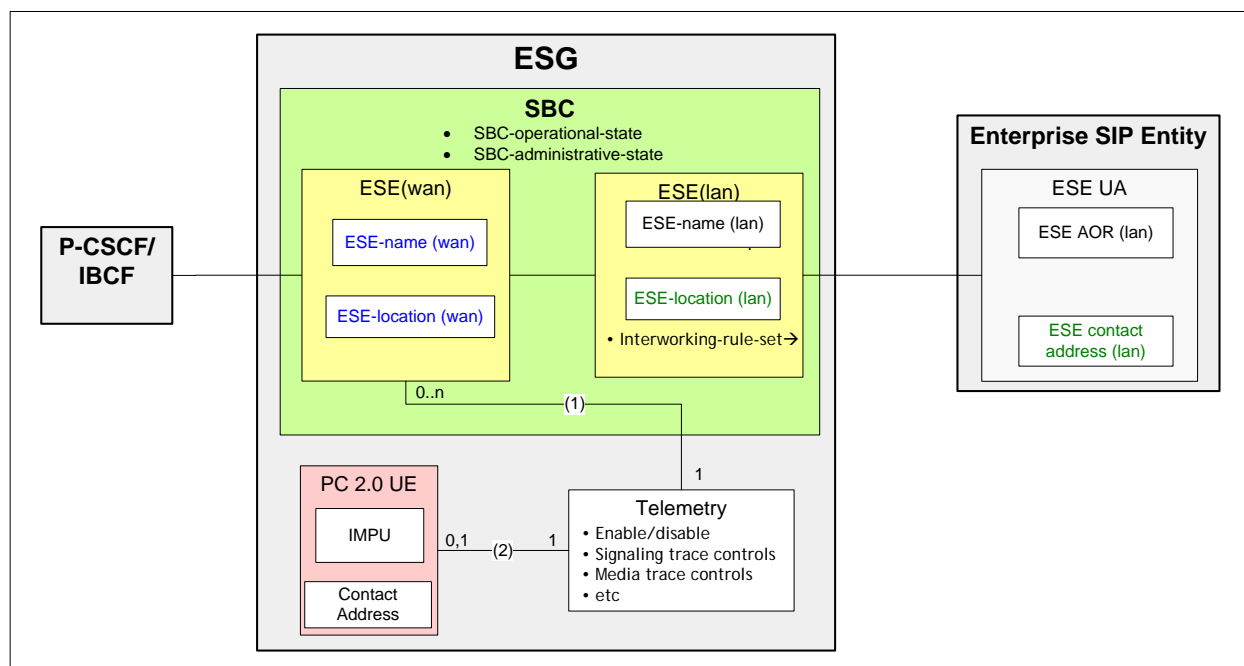 ESG
SBC
• SBC-operational-state
• SBC-administrative-state
P-CSCF/
IBCF
ESE(wan)
ESE-name (wan)
ESE-location (wan)
ESE(lan)
ESE-name (lan)
ESE-location (lan)
• Interworking-rule-set→
Enterprise SIP Entity
ESE UA
ESE AOR (lan)
ESE contact
address (lan)
0..n
(1)
1
PC 2.0 UE
IMPU
Contact
Address
0,1
(2)
1
Telemetry
• Enable/disable
• Signaling trace controls
• Media trace controls
• etc